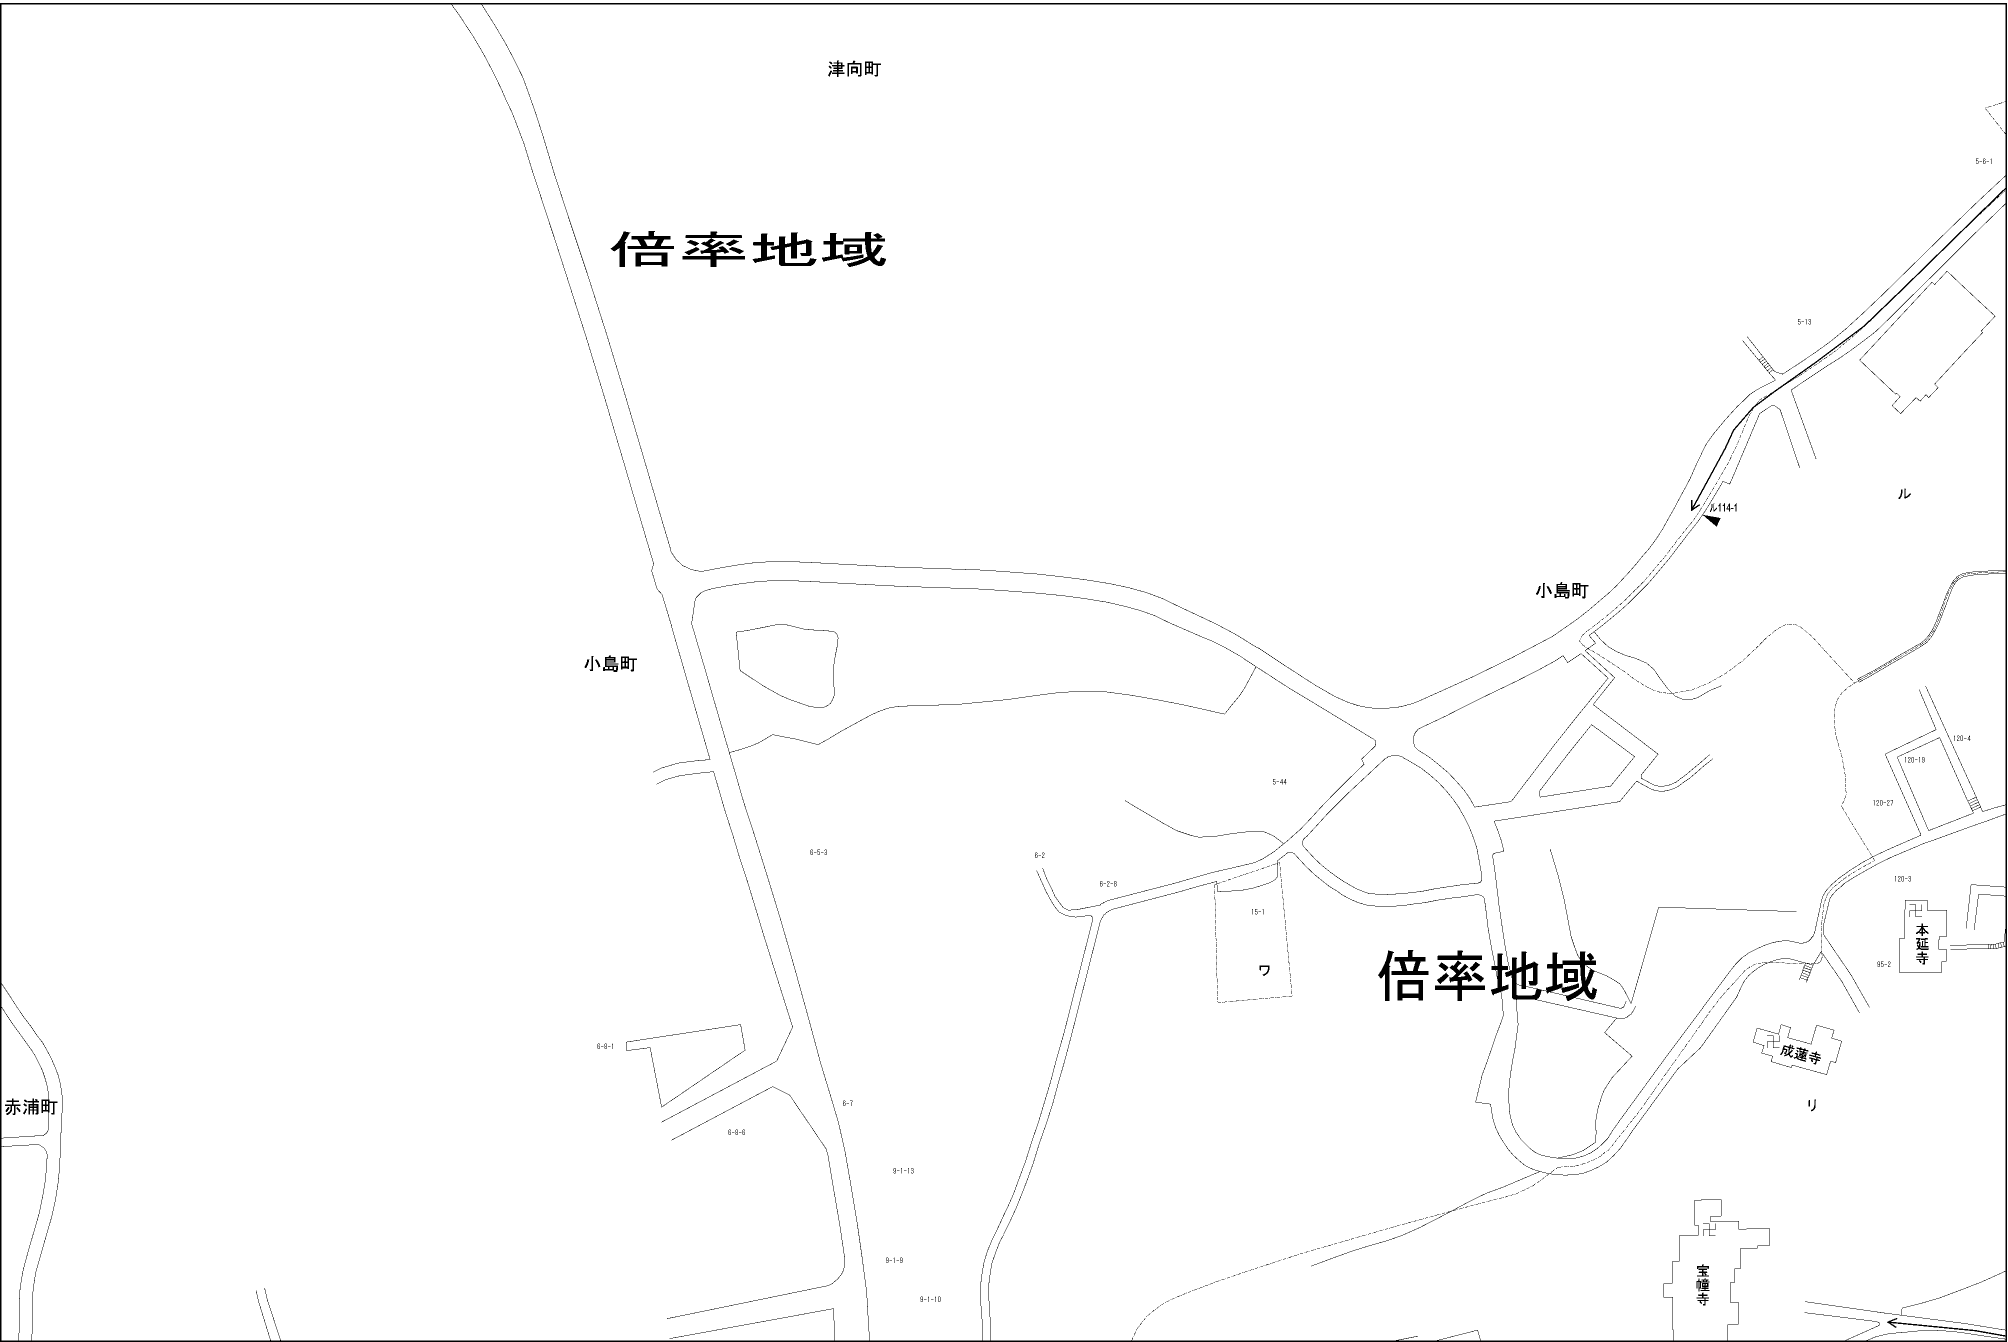 津向町
5-6-1
倍率地域
5-13
ル
ル114-1
小島町
小島町
120-4
120-18
5-44
120-27
6-5-3
6-2
6-2-8
120-3
15-1
本延寺
ワ
倍率地域
95-2
6-8-1
成蓮寺
赤浦町
6-7
リ
6-8-6
9-1-13
9-1-9
宝幢寺
9-1-10